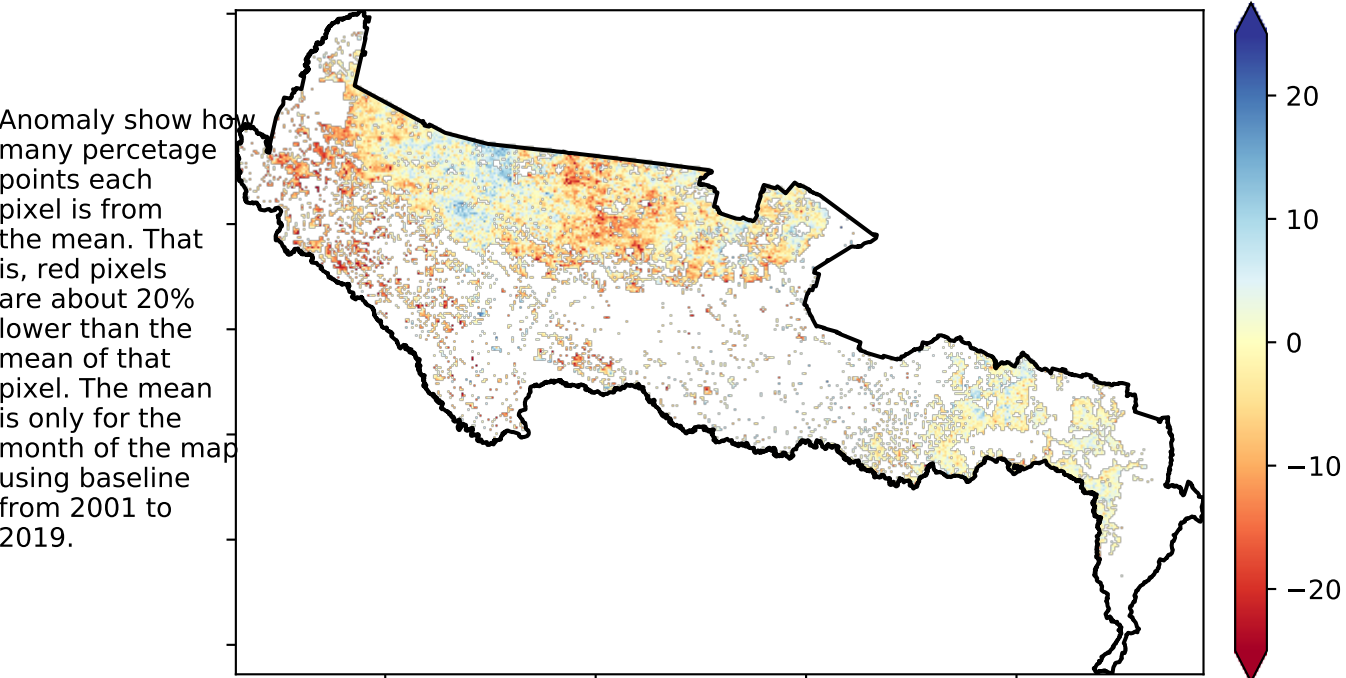 Anomaly show how
many percetage
points each
pixel is from
the mean. That
is, red pixels
are about 20%
lower than the
mean of that
pixel. The mean
is only for the
month of the map
using baseline
from 2001 to
2019.
20
10
0
−10
−20